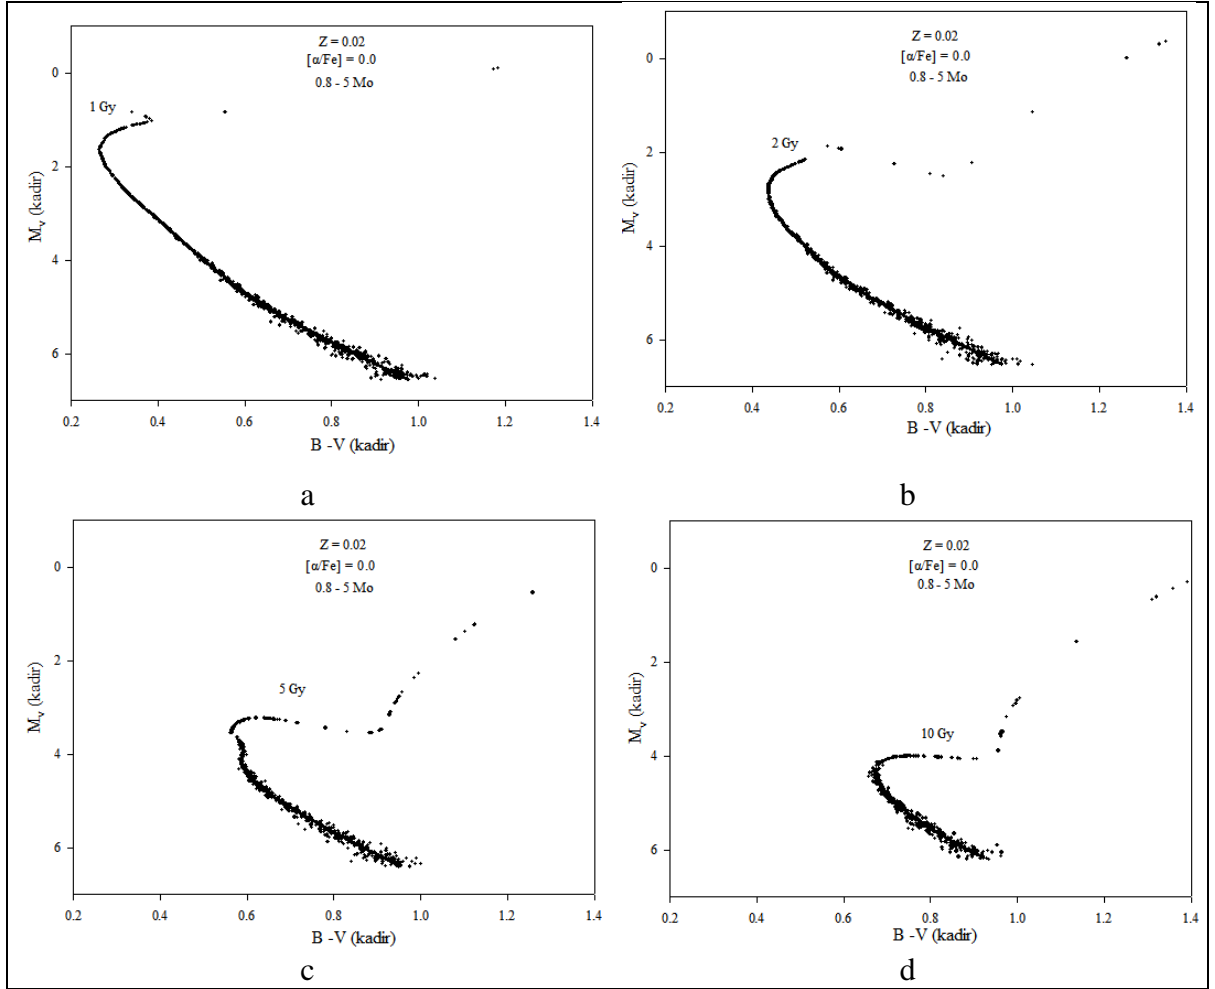 Z = 0.02
[α/Fe] = 0.0
0.8 - 5 Mo
1 Gy
0
2
4
6
M_v (kadir)
0.2 0.4 0.6 0.8 1.0 1.2 1.4
B -V (kadir)
a
Z = 0.02
[α/Fe] = 0.0
0.8 - 5 Mo
2 Gy
0
2
4
6
M_v (kadir)
0.2 0.4 0.6 0.8 1.0 1.2 1.4
B -V (kadir)
b
Z = 0.02
[α/Fe] = 0.0
0.8 - 5 Mo
5 Gy
0
2
4
6
M_v (kadir)
0.2 0.4 0.6 0.8 1.0 1.2 1.4
B -V (kadir)
c
Z = 0.02
[α/Fe] = 0.0
0.8 - 5 Mo
10 Gy
0
2
4
6
M_v (kadir)
0.2 0.4 0.6 0.8 1.0 1.2 1.4
B -V (kadir)
d